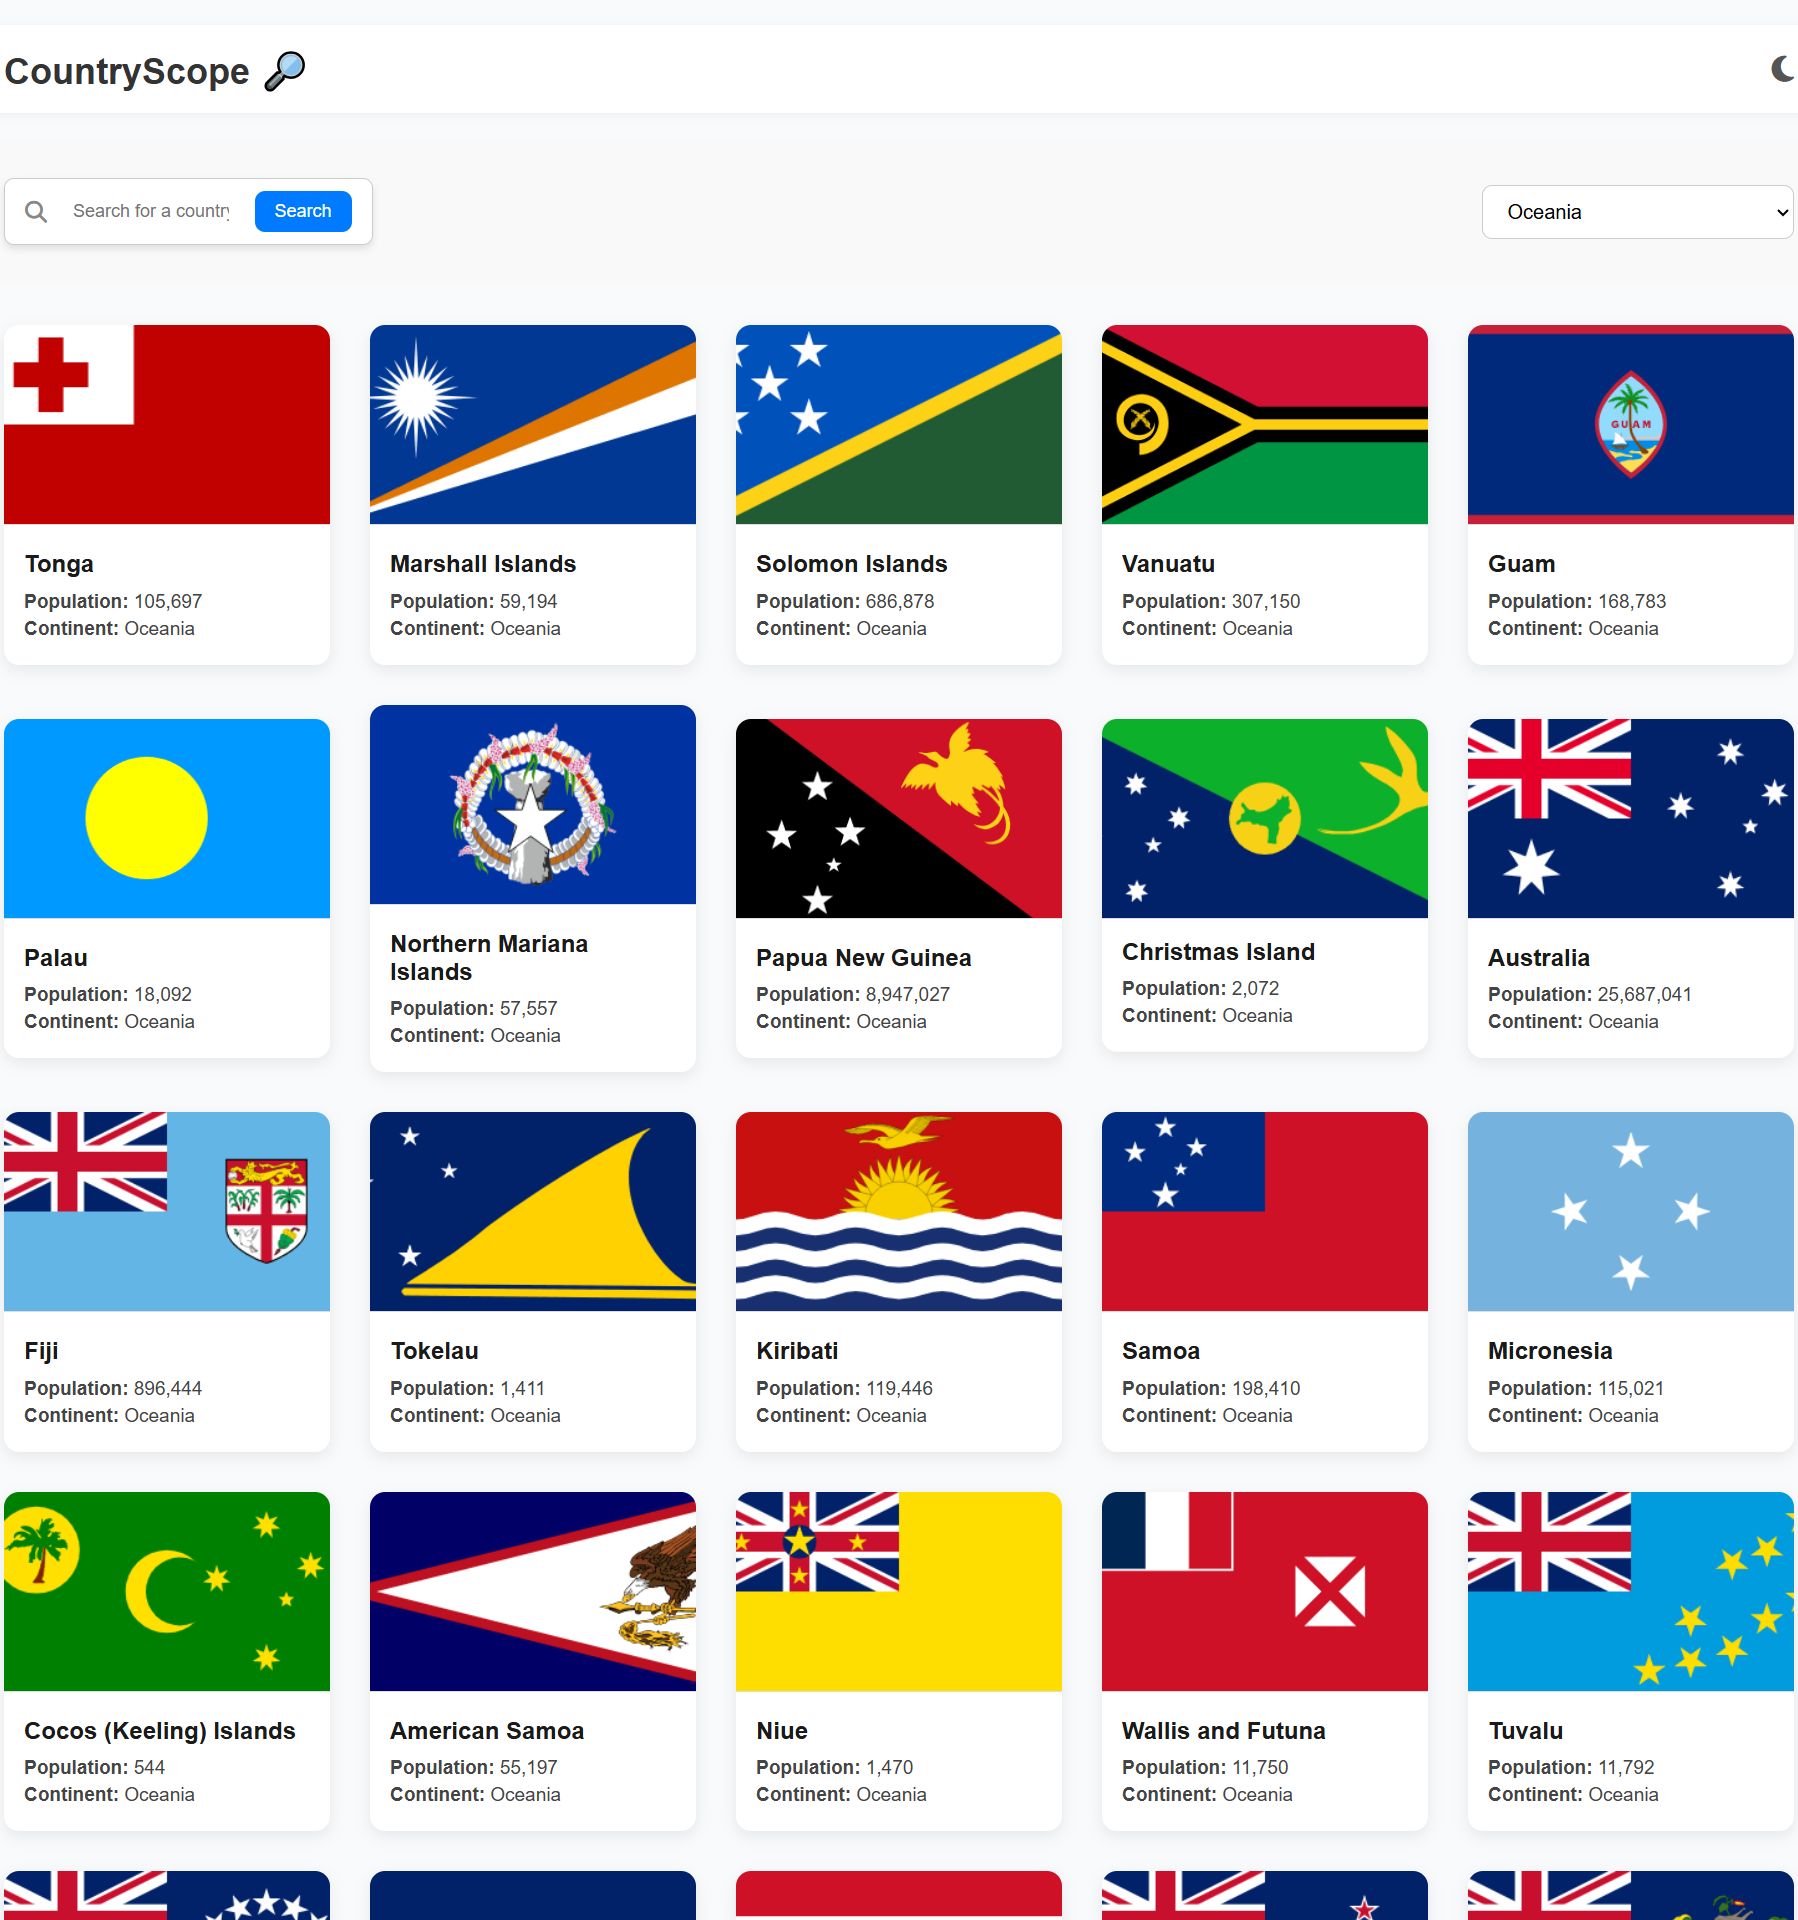 CountryScope
Search for a country
Search
Oceania
Tonga
Population: 105,697
Continent: Oceania
Marshall Islands
Population: 59,194
Continent: Oceania
Solomon Islands
Population: 686,878
Continent: Oceania
Vanuatu
Population: 307,150
Continent: Oceania
GUAM
Guam
Population: 168,783
Continent: Oceania
Palau
Population: 18,092
Continent: Oceania
Northern Mariana
Islands
Population: 57,557
Continent: Oceania
Papua New Guinea
Population: 8,947,027
Continent: Oceania
Christmas Island
Population: 2,072
Continent: Oceania
Australia
Population: 25,687,041
Continent: Oceania
Fiji
Population: 896,444
Continent: Oceania
Tokelau
Population: 1,411
Continent: Oceania
Kiribati
Population: 119,446
Continent: Oceania
Samoa
Population: 198,410
Continent: Oceania
Micronesia
Population: 115,021
Continent: Oceania
Cocos (Keeling) Islands
Population: 544
Continent: Oceania
American Samoa
Population: 55,197
Continent: Oceania
Niue
Population: 1,470
Continent: Oceania
Wallis and Futuna
Population: 11,750
Continent: Oceania
Tuvalu
Population: 11,792
Continent: Oceania